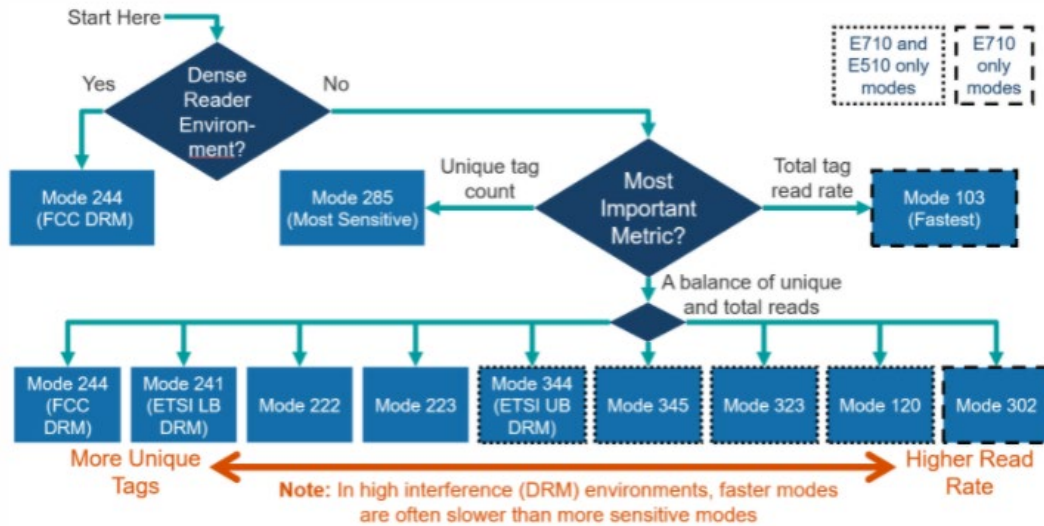 Start Here
Yes
Dense
Reader
Environ-
ment?
No
E710 and
E510 only
modes
E710
only
modes
Mode 244
(FCC DRM)
Unique tag
count
Mode 285
(Most Sensitive)
Most
Important
Metric?
Total tag
read rate
Mode 103
(Fastest)
A balance of unique
and total reads
Mode 244
(FCC
DRM)
Mode 241
(ETSI LB
DRM)
Mode 222
Mode 223
Mode 344
(ETSI UB
DRM)
Mode 345
Mode 323
Mode 120
Mode 302
More Unique
Tags
Higher Read
Rate
Note: In high interference (DRM) environments, faster modes
are often slower than more sensitive modes